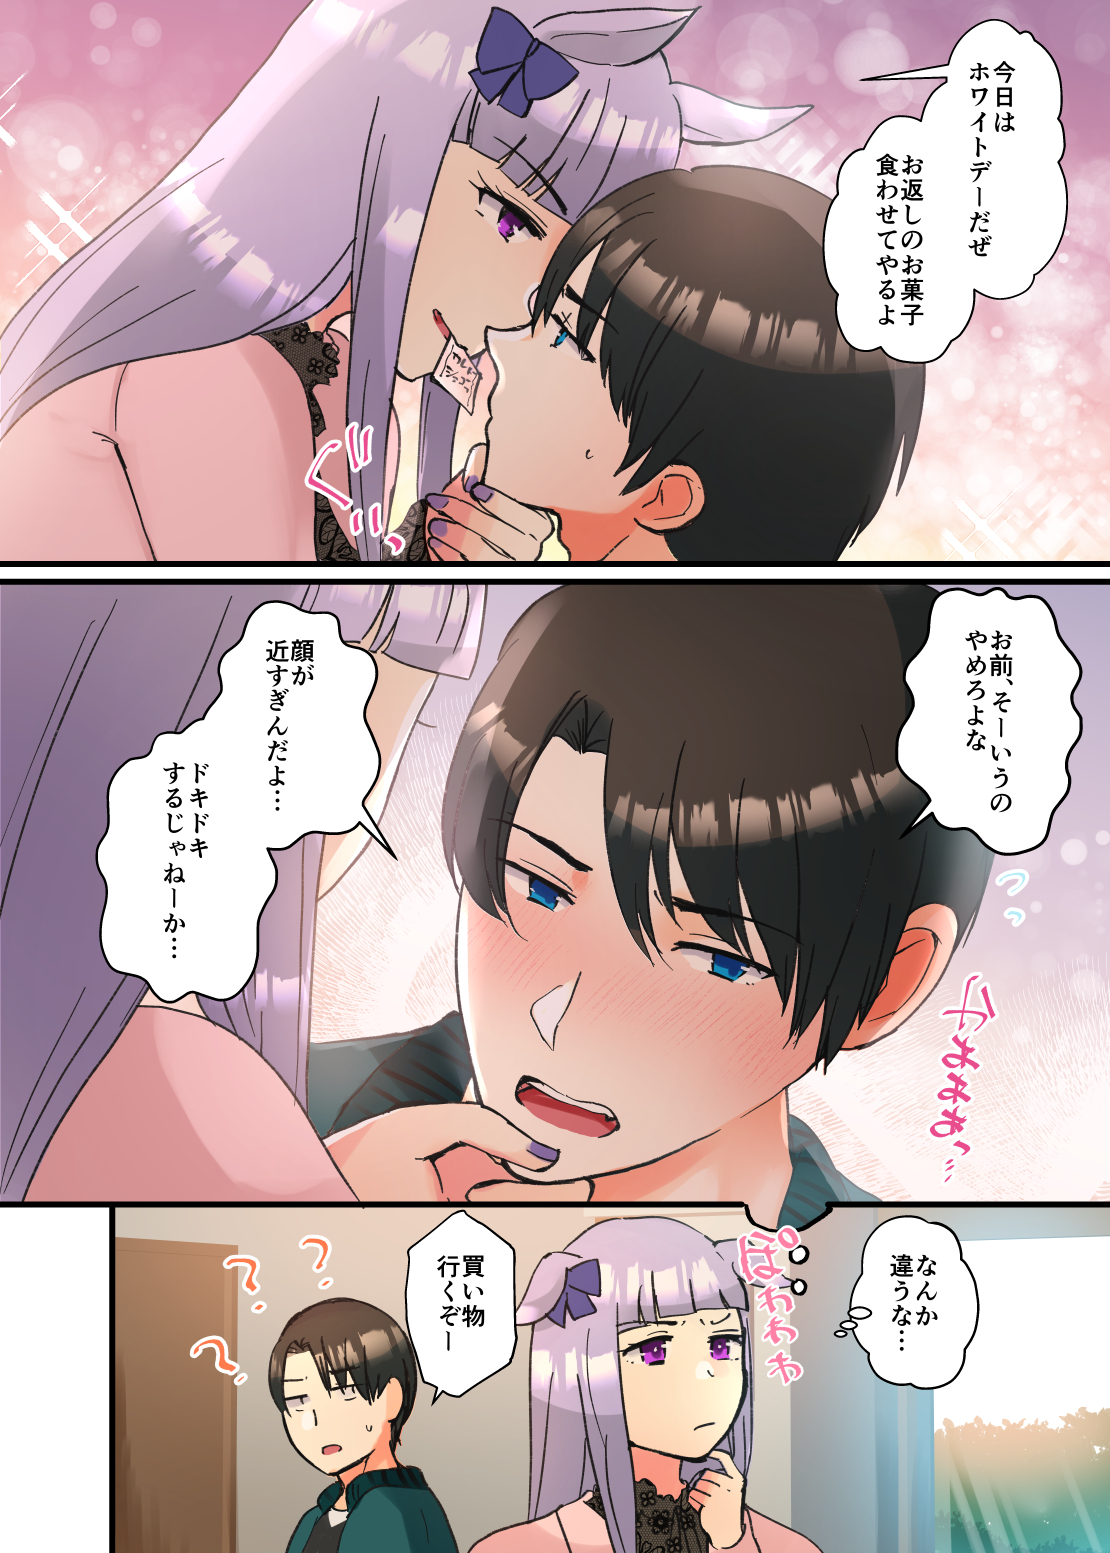 今日は
ホワイトデーだぜ
お返しのお菓子
食わせてやるよ
ぐいっ
お前、そーいうの
やめろよな
顔が
近すぎんだよ…
ドキドキ
するじゃねーか…
かぁぁぁぁっ…
なんか
違うな…
ぽわわわ
買い物
行くぞー
?
?
?